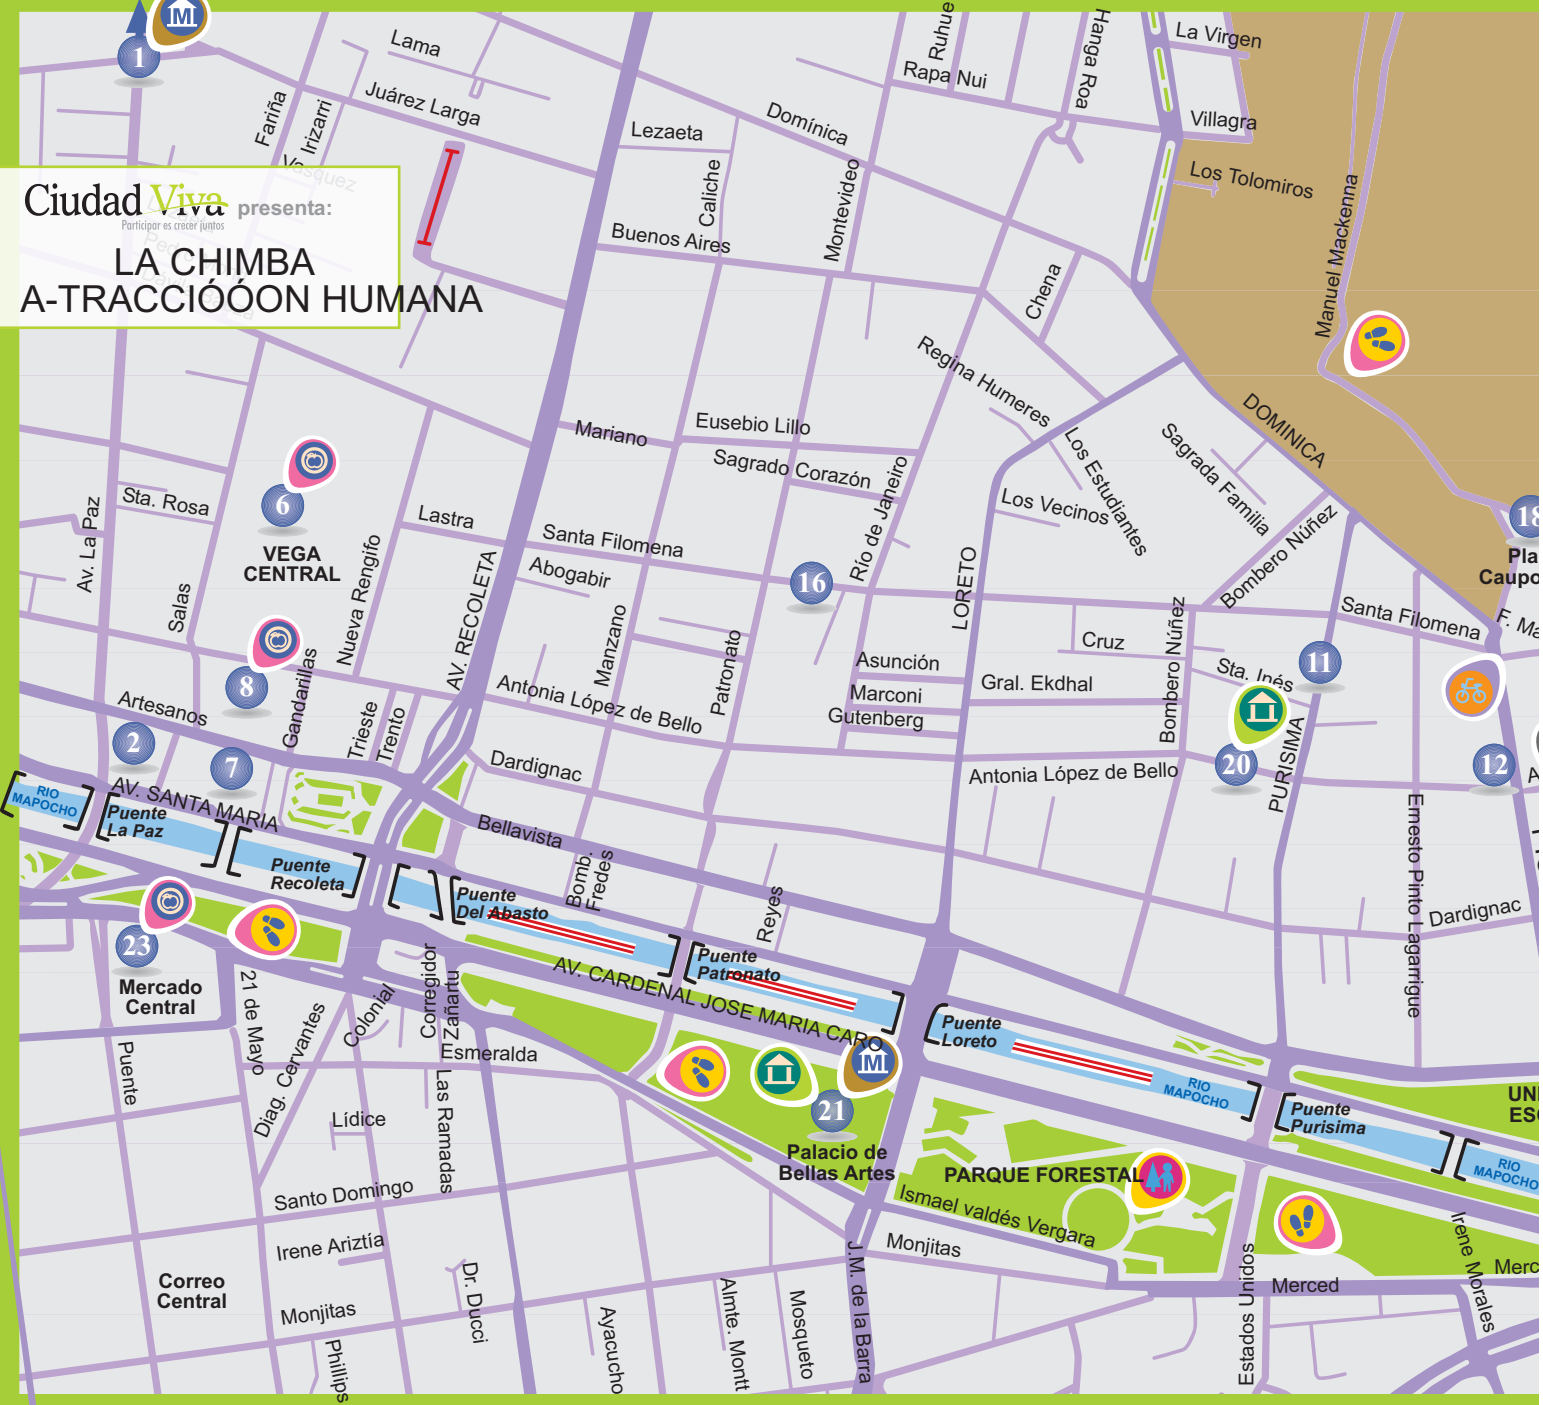 1
Lama
Juárez Larga
Fariña
Irizarri
Vásquez
Ruhue
Rapa Nui
Hanga Roa
La Virgen
Villagra
Los Tolomiros
Lezaeta
Domínica
Caliche
Montevideo
Buenos Aires
Manuel Mackenna
Ciudad Viva presenta:
Participar es crecer juntos
LA CHIMBA
A-TRACCIÓÓON HUMANA
Chena
Regina Humeres
DOMINICA
Mariano
Eusebio Lillo
Sagrado Corazón
Los Estudiantes
Sagrada Familia
Los Vecinos
Río de Janeiro
Bombero Núñez
18
Pla
Caupo
6
VEGA
CENTRAL
Sta. Rosa
Av. La Paz
Salas
Lastra
Nueva Rengifo
AV. RECOLETA
Santa Filomena
Abogabir
16
Manzano
Patronato
LORETO
Cruz
Bombero Núñez
Santa Filomena
F. Ma
11
Sta. Inés
8
Gandarillas
Trieste
Trento
Antonia López de Bello
Asunción
Marconi
Gutenberg
Gral. Ekdhal
Antonia López de Bello
20
PURISIMA
12
A
Artesanos
2
7
AV. SANTA MARIA
Dardignac
Bellavista
RIO
MAPOCHO
Puente
La Paz
Puente
Recoleta
Puente
Del Abasto
Bomb.
Fredes
Reyes
Ernesto Pinto Lagarrigue
Dardignac
Puente
Patronato
AV. CARDENAL JOSE MARIA CARO
23
Mercado
Central
21 de Mayo
Diag. Cervantes
Colonial
Corregiopor
Zañartu
Esmeralda
Puente
Las Ramadas
Lídice
Puente
Loreto
RIO
MAPOCHO
Puente
Purisima
RIO
MAPOCHO
UNI
ESC
21
Palacio de
Bellas Artes
PARQUE FORESTAL
Ismael valdés Vergara
Santo Domingo
Irene Ariztía
Monjitas
Correo
Central
Monjitas
Phillips
Dr. Ducci
Ayacucho
Almte. Montt
Mosqueto
J.M. de la Barra
Estados Unidos
Merced
Irene Morales
Merc